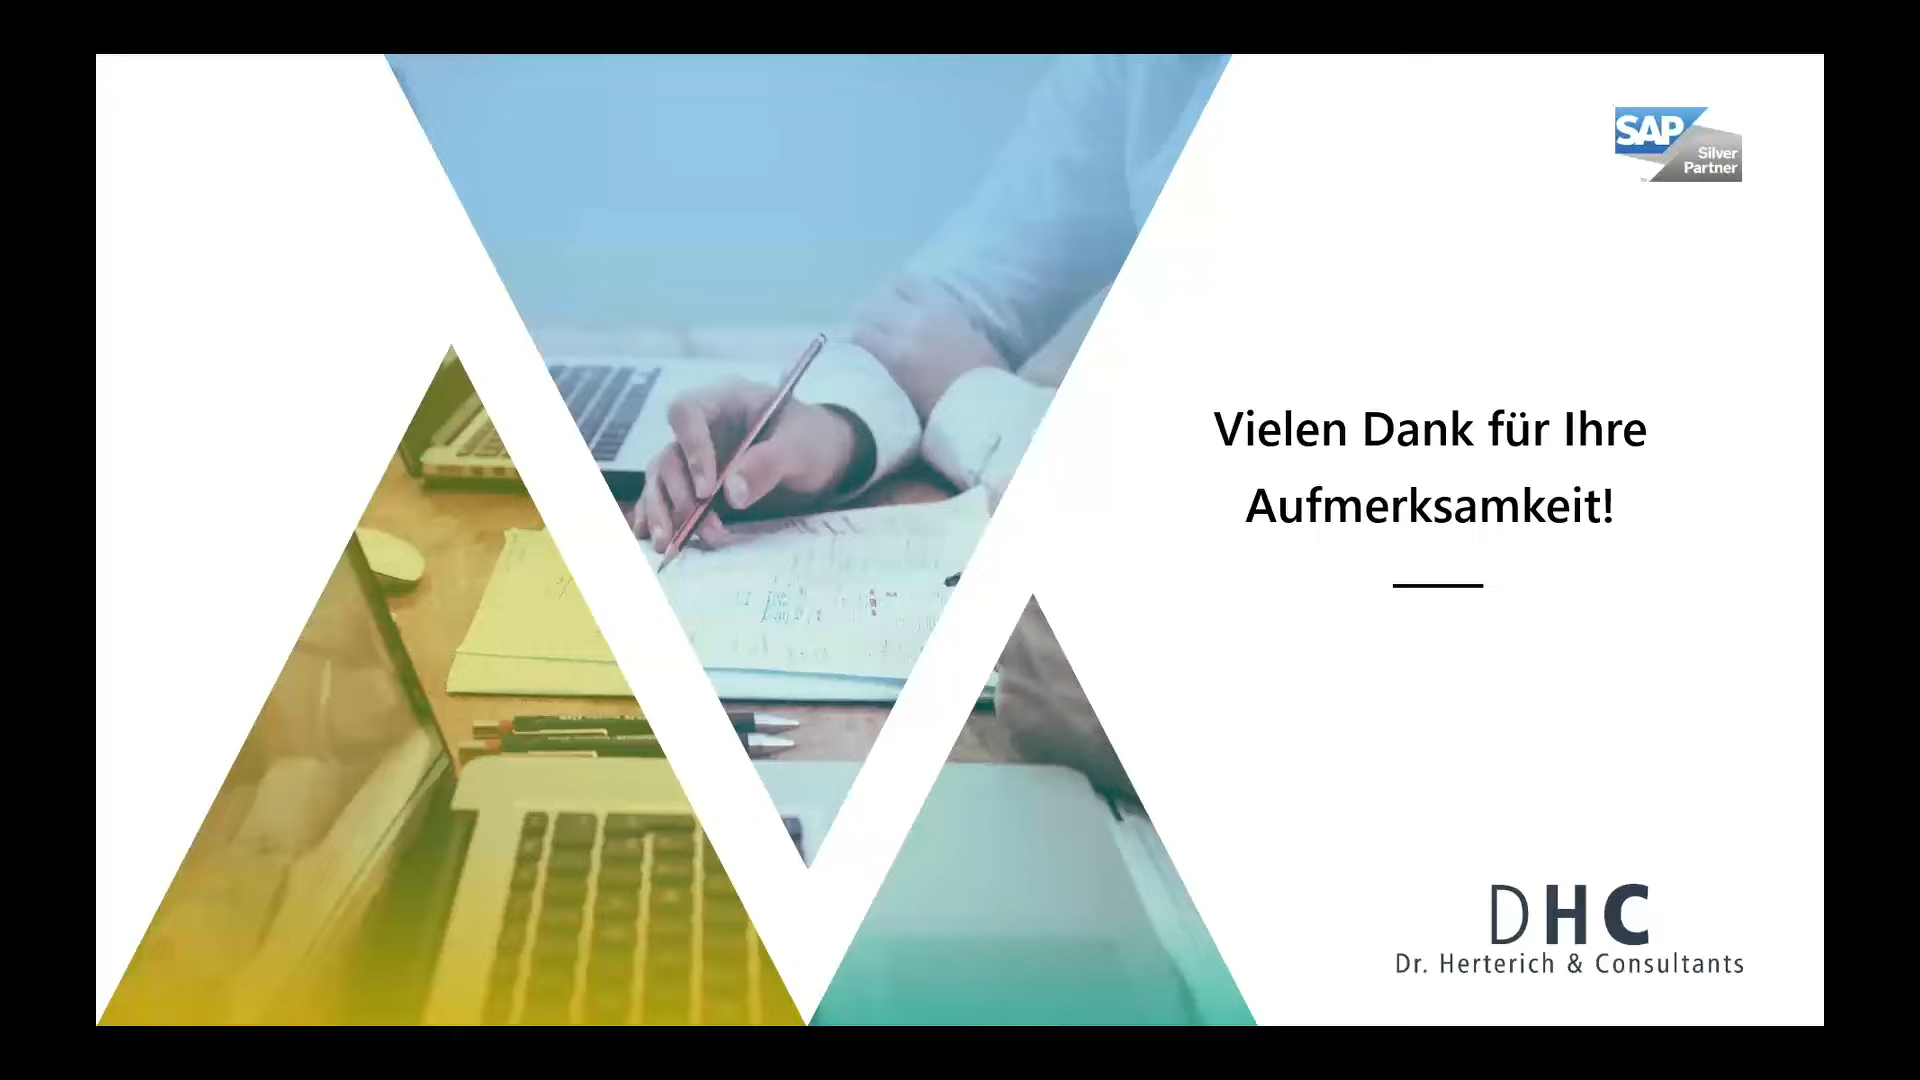 SAP
Silver
Partner
Vielen Dank für Ihre
Aufmerksamkeit!
DHC
Dr. Herterich & Consultants